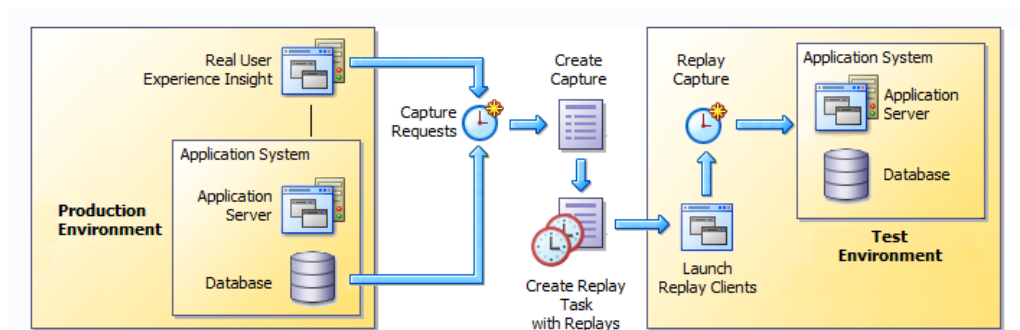 Real User
Experience Insight
Application System
Application
Server
Production
Environment
Database
Capture
Requests
Create
Capture
Create Replay
Task
with Replays
Replay
Capture
Launch
Replay Clients
Application System
Application
Server
Database
Test
Environment